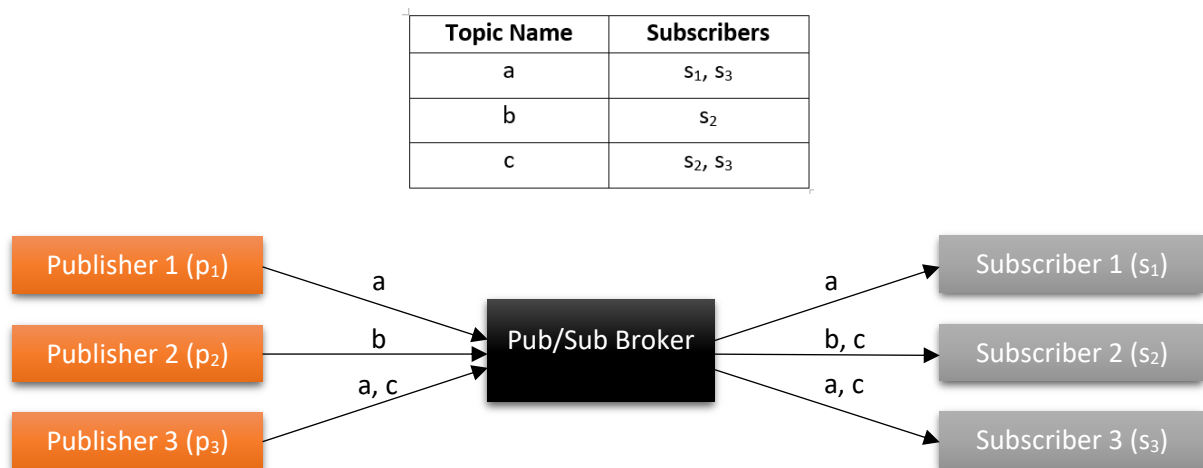 Topic Name Subscribers
a s₁, s₃
b s₂
c s₂, s₃
Publisher 1 (p₁)
a
Pub/Sub Broker
a
Subscriber 1 (s₁)
Publisher 2 (p₂)
b
b, c
Subscriber 2 (s₂)
Publisher 3 (p₃)
a, c
a, c
Subscriber 3 (s₃)